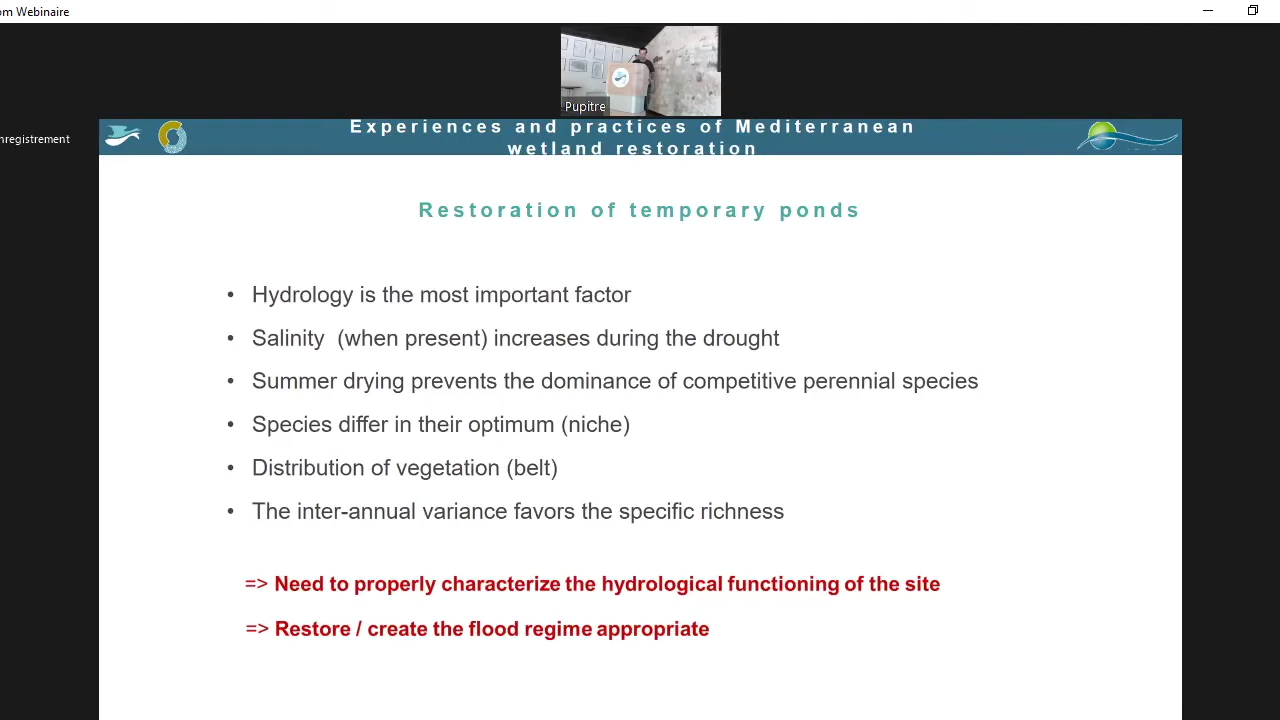 om Webinaire
Pupitre
nregistrement
Experiences and practices of Mediterranean
wetland restoration
Restoration of temporary ponds
• Hydrology is the most important factor
• Salinity (when present) increases during the drought
• Summer drying prevents the dominance of competitive perennial species
• Species differ in their optimum (niche)
• Distribution of vegetation (belt)
• The inter-annual variance favors the specific richness
=> Need to properly characterize the hydrological functioning of the site
=> Restore / create the flood regime appropriate